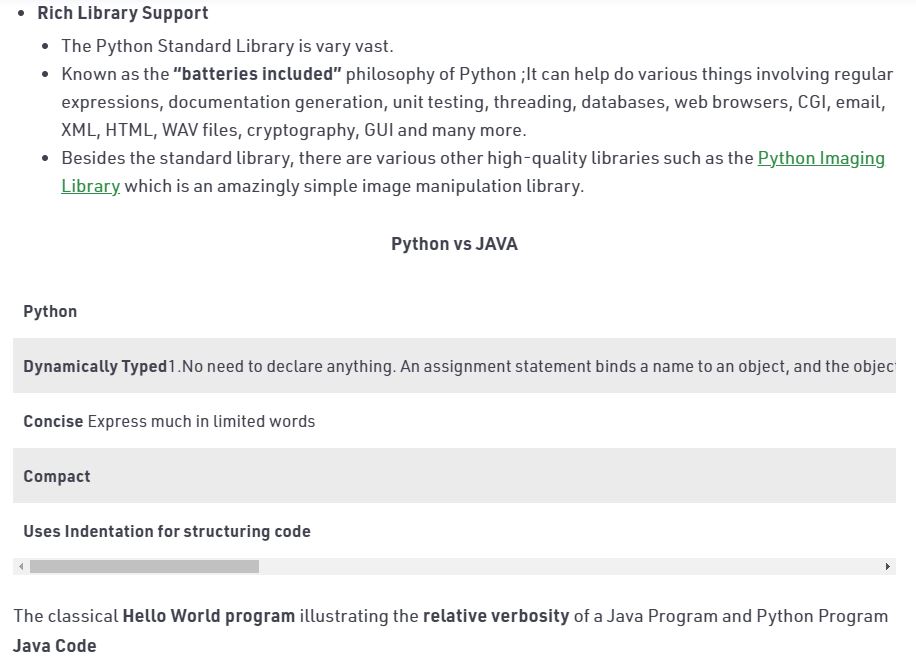 Rich Library Support
The Python Standard Library is vary vast.
Known as the “batteries included” philosophy of Python ;It can help do various things involving regular
expressions, documentation generation, unit testing, threading, databases, web browsers, CGI, email,
XML, HTML, WAV files, cryptography, GUI and many more.
Besides the standard library, there are various other high-quality libraries such as the Python Imaging
Library which is an amazingly simple image manipulation library.
Python vs JAVA
Python
Dynamically Typed1.No need to declare anything. An assignment statement binds a name to an object, and the objec
Concise Express much in limited words
Compact
Uses Indentation for structuring code
The classical Hello World program illustrating the relative verbosity of a Java Program and Python Program
Java Code